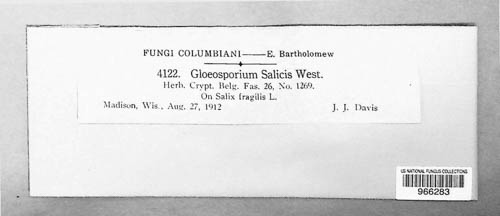 FUNGI COLUMBIANI—E. Bartholomew
4122. Gloeosporium Salicis West.
Herb. Crypt. Belg. Fas. 26, No. 1269.
On Salix fragilis L.
Madison, Wis., Aug. 27, 1912 J. J. Davis
US NATIONAL FUNGUS COLLECTIONS
966283